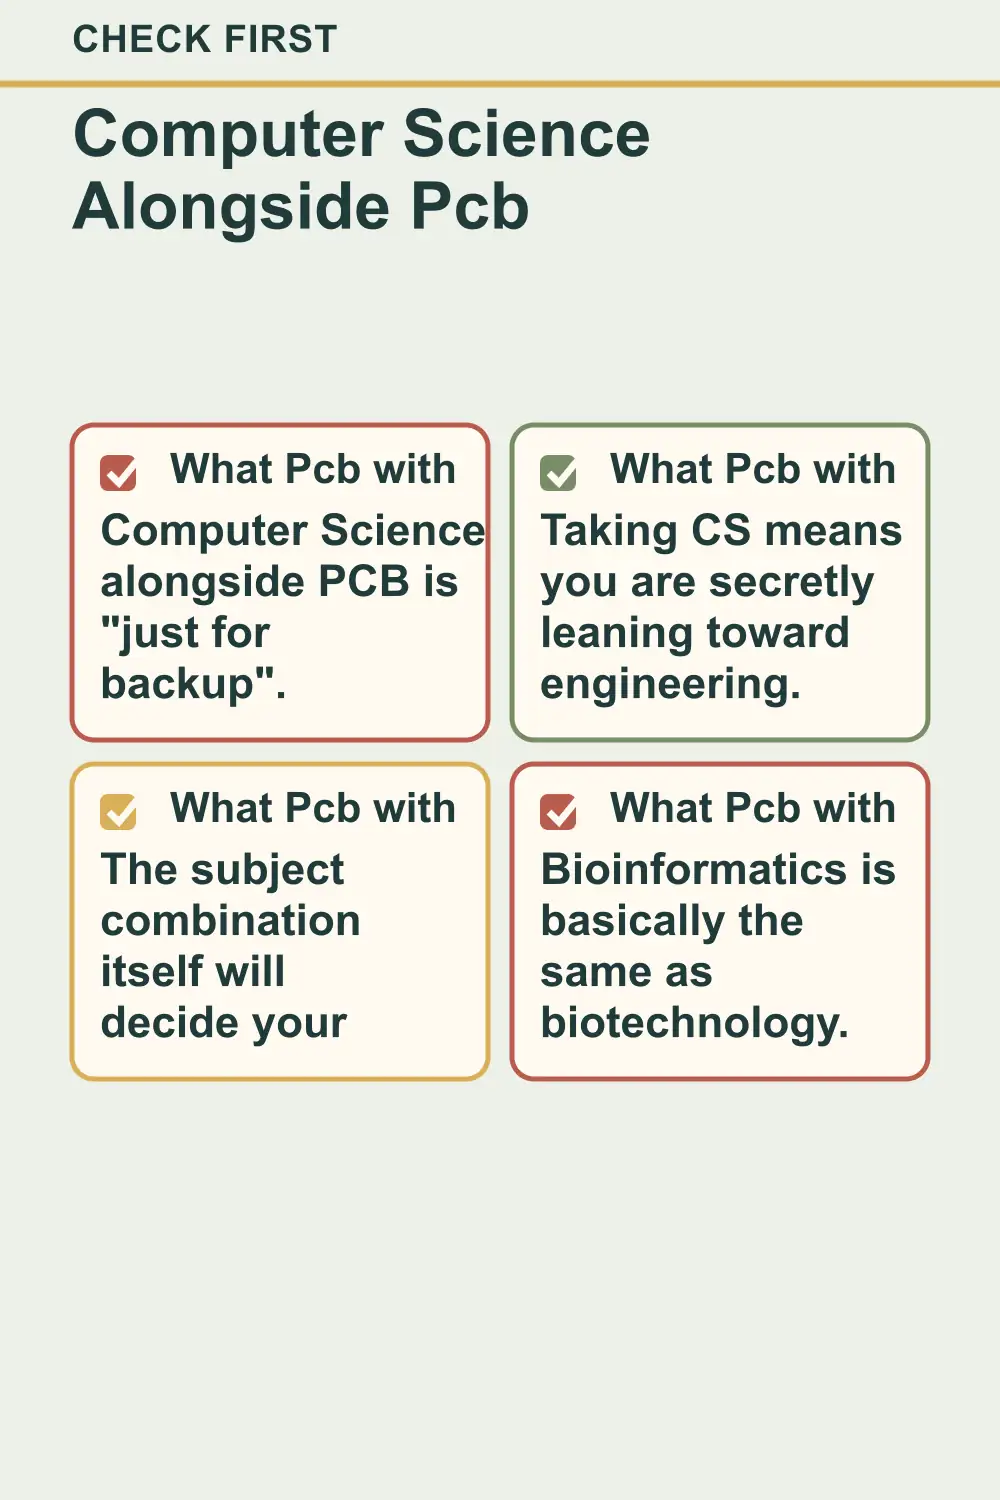 CHECK FIRST
Computer Science
Alongside Pcb
What Pcb with
Computer Science
alongside PCB is
"just for
backup".
What Pcb with
Taking CS means
you are secretly
leaning toward
engineering.
What Pcb with
The subject
combination
itself will
decide your
What Pcb with
Bioinformatics is
basically the
same as
biotechnology.